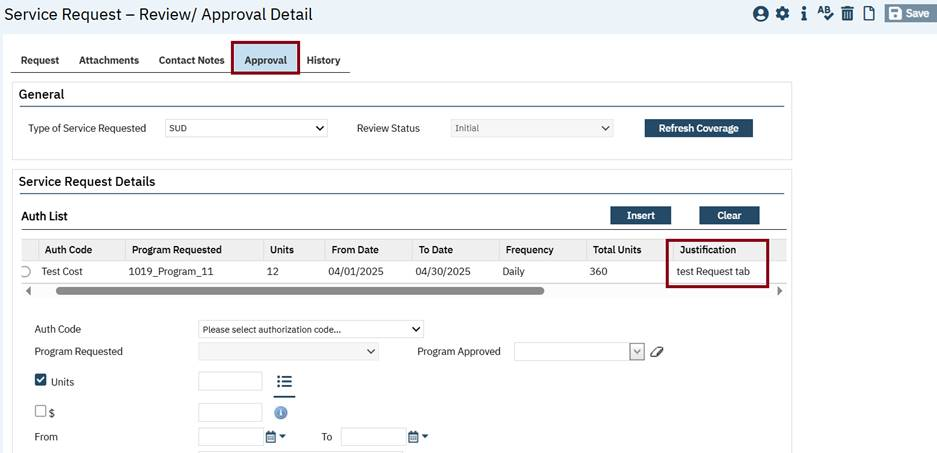 Service Request – Review/ Approval Detail
AB
Save
Request Attachments Contact Notes Approval History
General
Type of Service Requested SUD Review Status Initial Refresh Coverage
Service Request Details
Auth List Insert Clear
Auth Code Program Requested Units From Date To Date Frequency Total Units Justification
Test Cost 1019_Program_11 12 04/01/2025 04/30/2025 Daily 360 test Request tab
Auth Code Please select authorization code...
Program Requested Program Approved
Units
$
From To